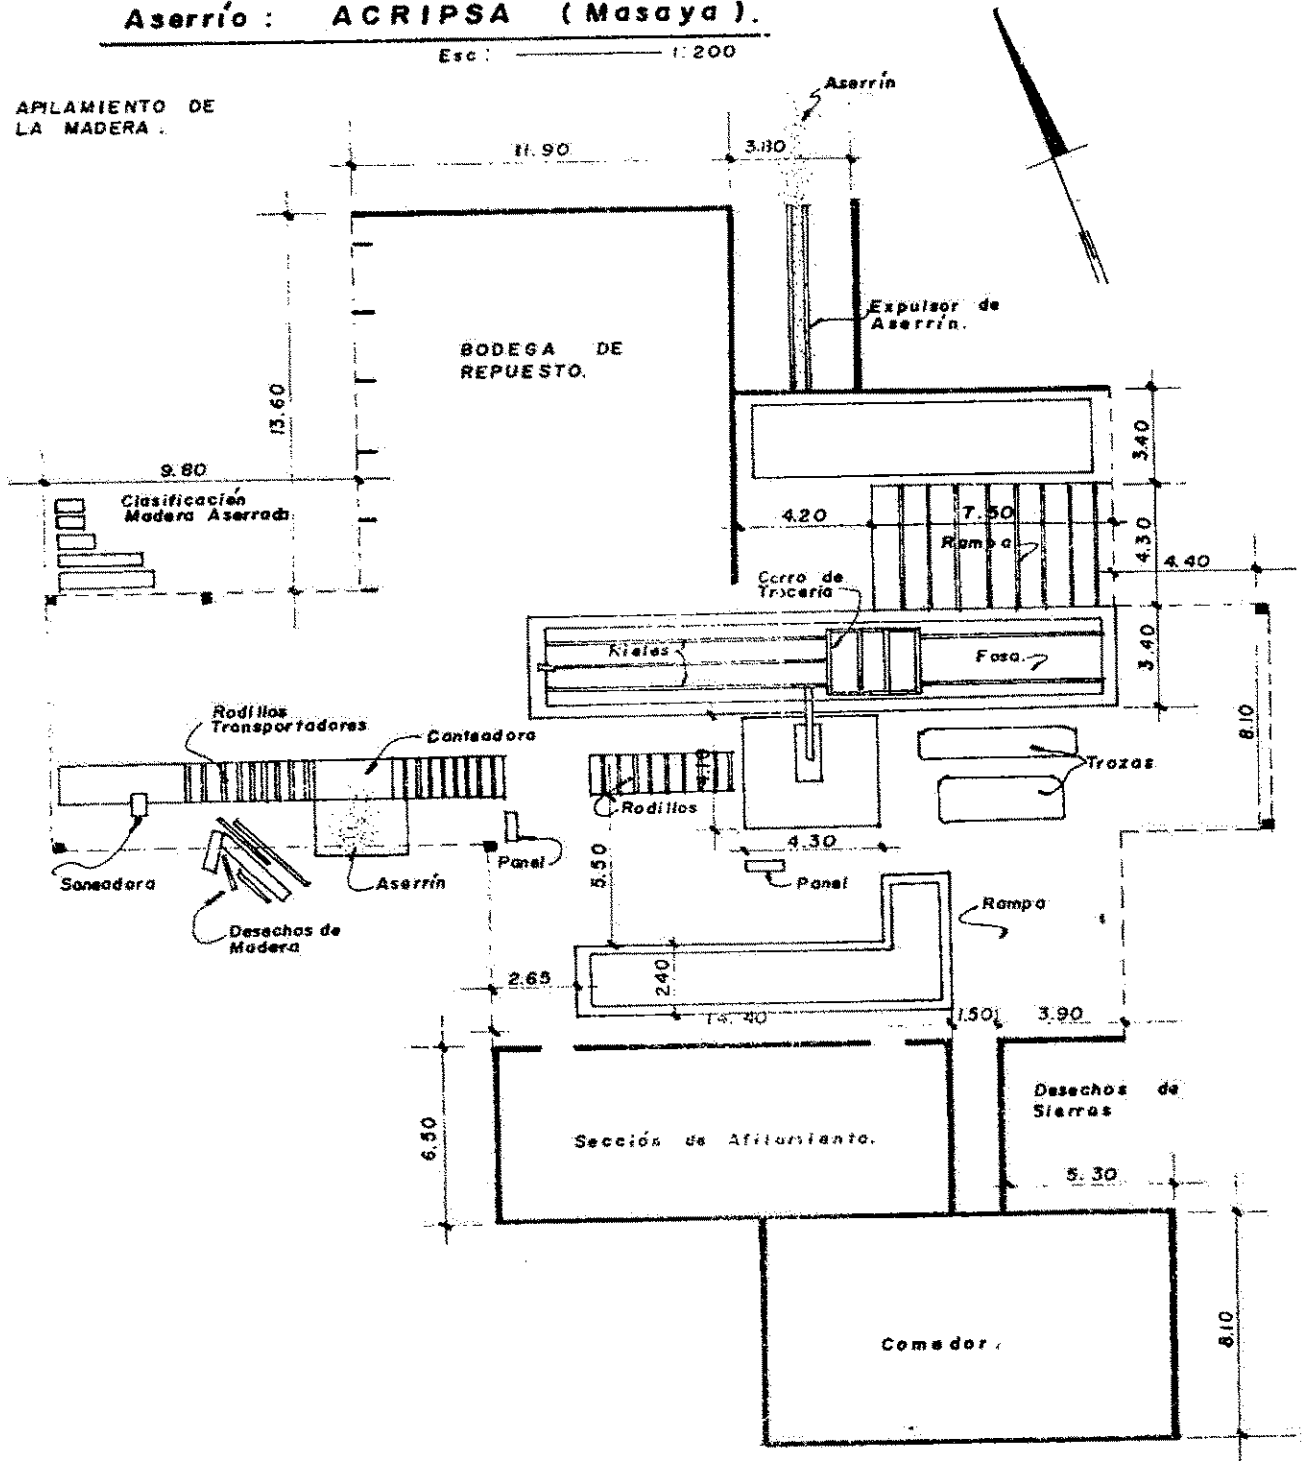 Aserrío : ACRIPSA (Masaya).
Esc: 1:200
APILAMIENTO DE
LA MADERA.
Aserrín
11.90
3.80
Expulsor de
Aserrín.
BODEGA DE
REPUESTO.
13.60
3.40
9.80
Clasificación
Madera Aserrada
4.20
7.50
Rampa
4.30
4.40
Carro de
Trocería
Rieles
Fosa.
3.40
8.10
Rodillos
Transportadores
Canteadora
4.10
Trozas
Rodillos
4.30
Panel
Panel
Saneadora
Aserrín
5.50
Desechos de
Madera
Rampa
2.65
2.40
14.40
1.50
3.90
6.50
Desechos de
Sierras
Sección de Afilamiento.
5.30
Comedor.
8.10